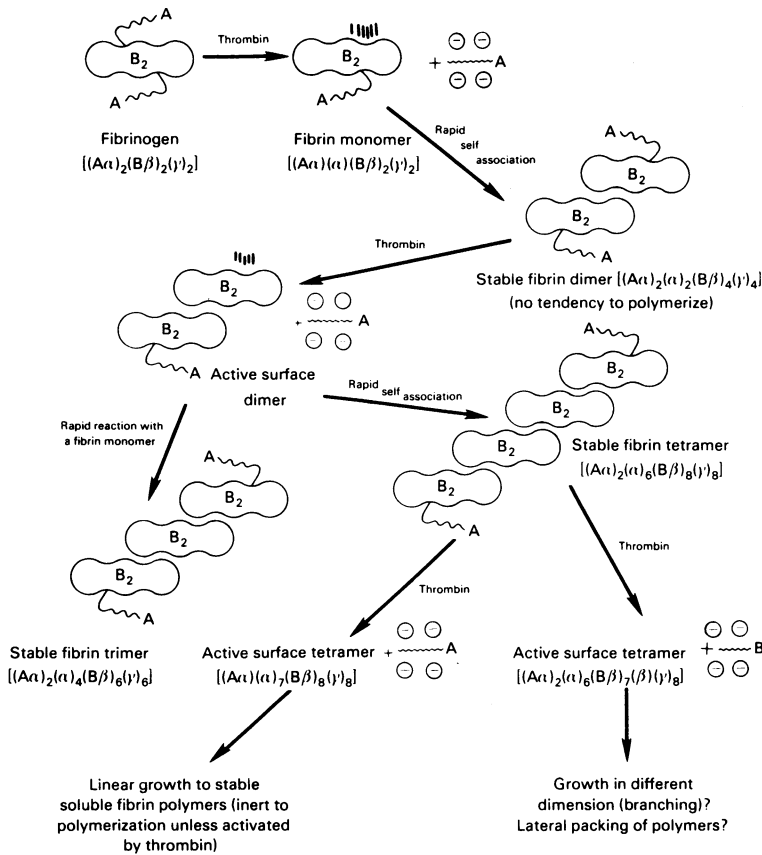 A
B₂
A
Thrombin
B₂
A
+ ⊖ ⊖ A ⊖ ⊖
Fibrinogen
[(Aα)₂(Bβ)₂(γ)₂]
Fibrin monomer
[(Aα)(α)(Bβ)₂(γ)₂]
Rapid
self
association
A
B₂
B₂
A
Stable fibrin dimer [(Aα)₂(α)₂(Bβ)₄(γ)₄]
(no tendency to polymerize)
Thrombin
B₂
B₂
A
+ ⊖ ⊖ A ⊖ ⊖
Active surface
dimer
Rapid self association
Rapid reaction with
a fibrin monomer
A
B₂
B₂
B₂
B₂
A
Stable fibrin tetramer
[(Aα)₂(α)₆(Bβ)₈(γ)₈]
A
B₂
B₂
B₂
A
Stable fibrin trimer
[(Aα)₂(α)₄(Bβ)₆(γ)₆]
Thrombin
Active surface tetramer
[(Aα)(α)₇(Bβ)₈(γ)₈]
+ ⊖ ⊖ A ⊖ ⊖
Thrombin
Active surface tetramer
[(Aα)₂(α)₆(Bβ)₇(β)(γ)₈]
+ ⊖ ⊖ B ⊖ ⊖
Linear growth to stable
soluble fibrin polymers (inert to
polymerization unless activated
by thrombin)
Growth in different
dimension (branching)?
Lateral packing of polymers?